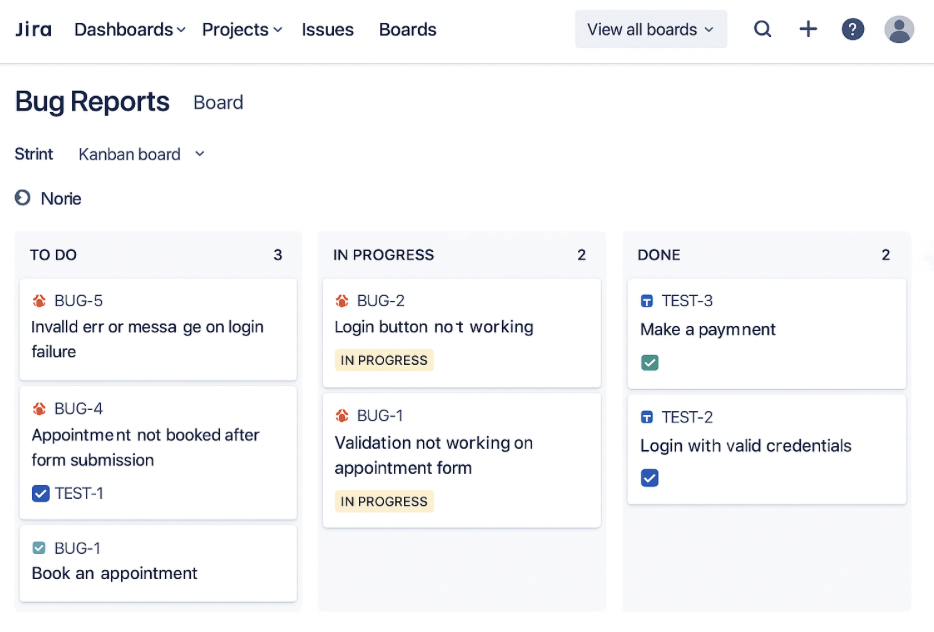 Jira Dashboards Projects Issues Boards View all boards ?
Bug Reports Board
Strint Kanban board
Norie
TO DO 3
BUG-5
Invalld err or messa ge on login
failure
BUG-4
Appointment not booked after
form submission
TEST-1
BUG-1
Book an appointment
IN PROGRESS 2
BUG-2
Login button not working
IN PROGRESS
BUG-1
Validation not working on
appointment form
IN PROGRESS
DONE 2
T TEST-3
Make a paymnent
T TEST-2
Login with valid credentials